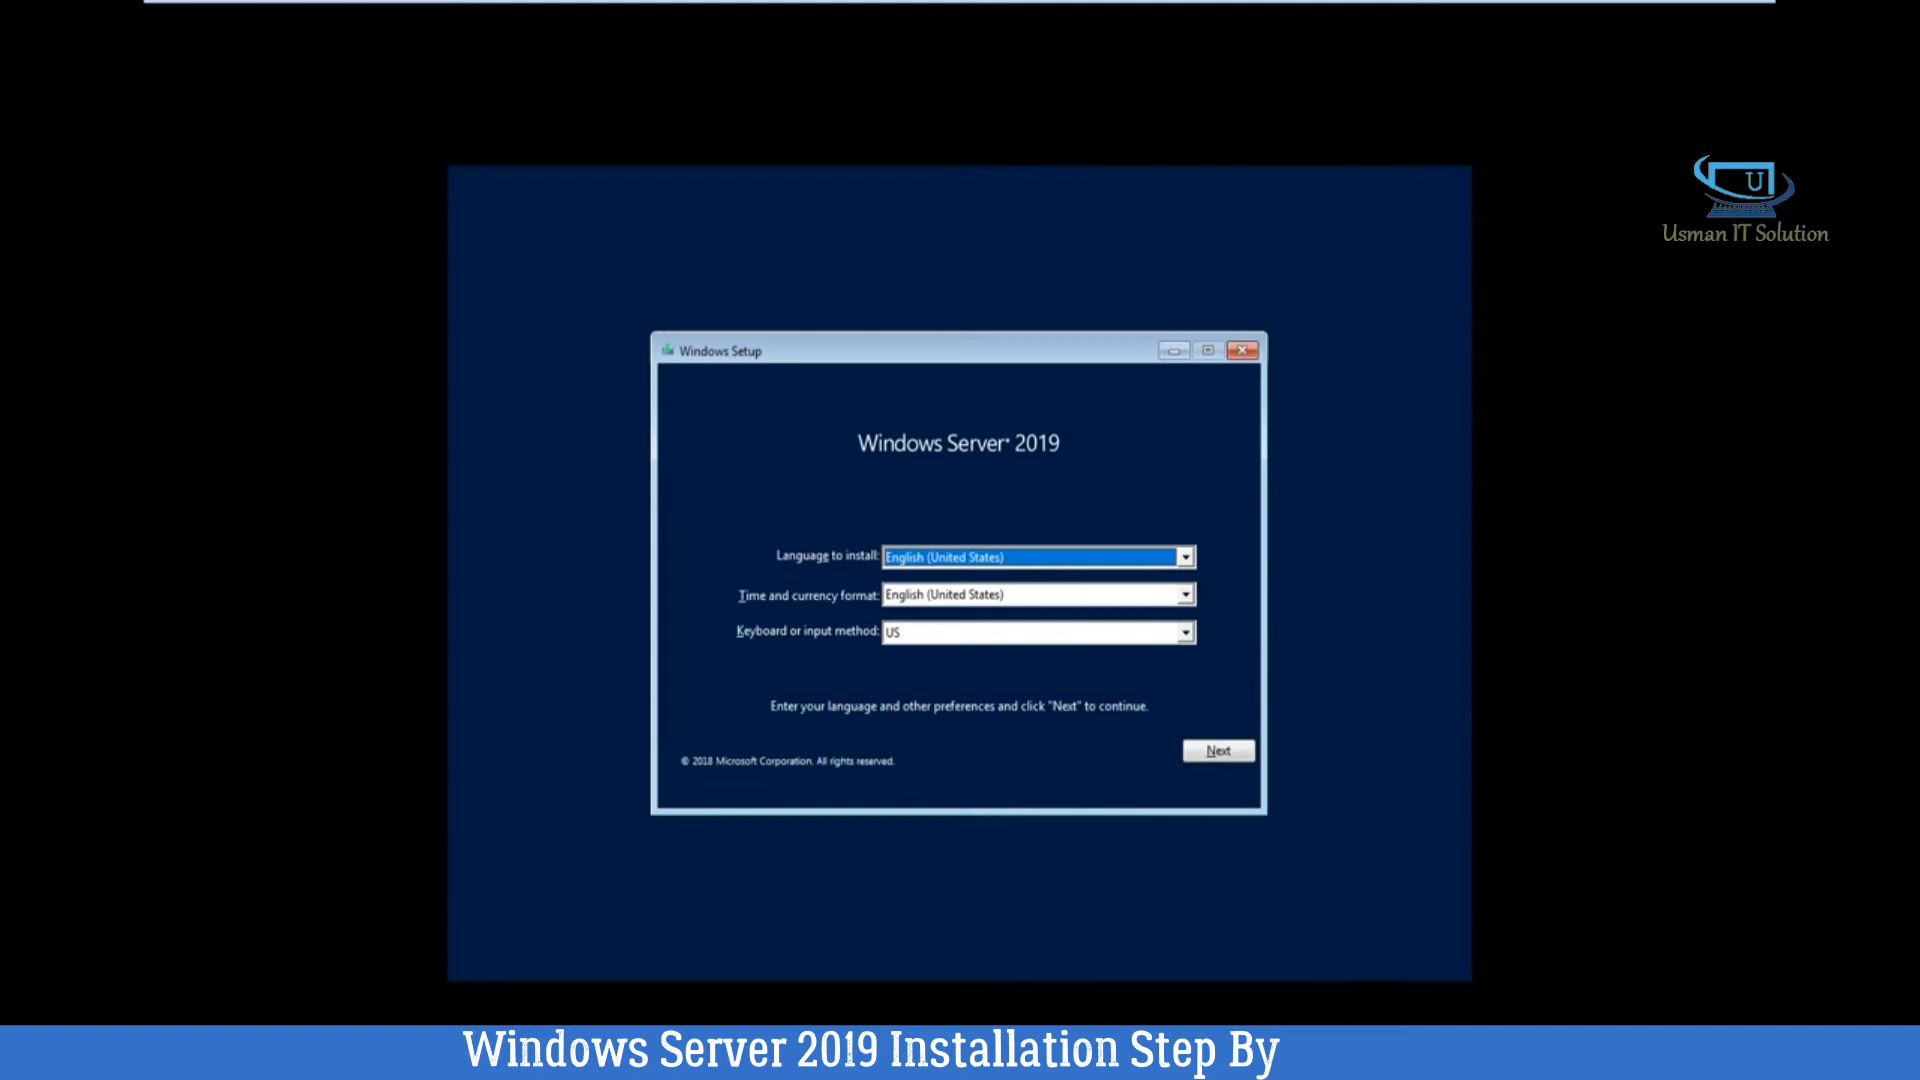 U
Usman IT Solution
Windows Setup
Windows Server® 2019
Language to install: English (United States)
Time and currency format: English (United States)
Keyboard or input method: US
Enter your language and other preferences and click "Next" to continue.
Next
© 2018 Microsoft Corporation. All rights reserved.
Windows Server 2019 Installation Step By